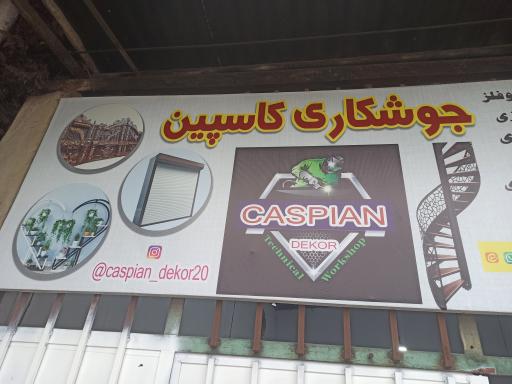 جوشکاری کاسپین
CASPIAN
DEKOR
Technical
Workshop
@caspian_dekor20